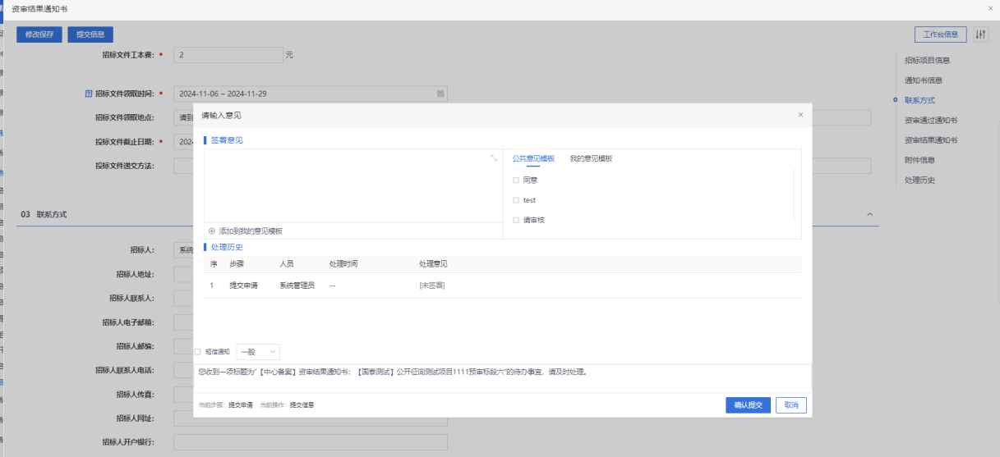 资审结果通知书
×
修改保存 提交信息 工作台信息
招标文件工本费: * 2 元
招标项目信息
通知书信息
联系方式
资审通过通知书
资审结果通知书
附件信息
处理历史
招标文件领取时间: * 2024-11-06 ~ 2024-11-29
招标文件领取地点: 请到
投标文件截止日期: * 202
投标文件递交方法:
03 联系方式
招标人: 系统
招标人地址:
招标人联系人:
招标人电子邮箱:
招标人邮编:
招标人联系人电话:
招标人传真:
招标人网址:
招标人开户银行:
请输入意见 ×
签署意见
公共意见模板 我的意见模板
同意
test
请审核
添加到我的意见模板
处理历史
序 步骤 人员 处理时间 处理意见
1 提交申请 系统管理员 -- [未签署]
短信通知 一般
您收到一项标题为"【中心备案】资审结果通知书:【国泰测试】公开征询测试项目1111预审标段六"的待办事宜, 请及时处理。
当前步骤: 提交申请 当前操作: 提交信息
确认提交 取消